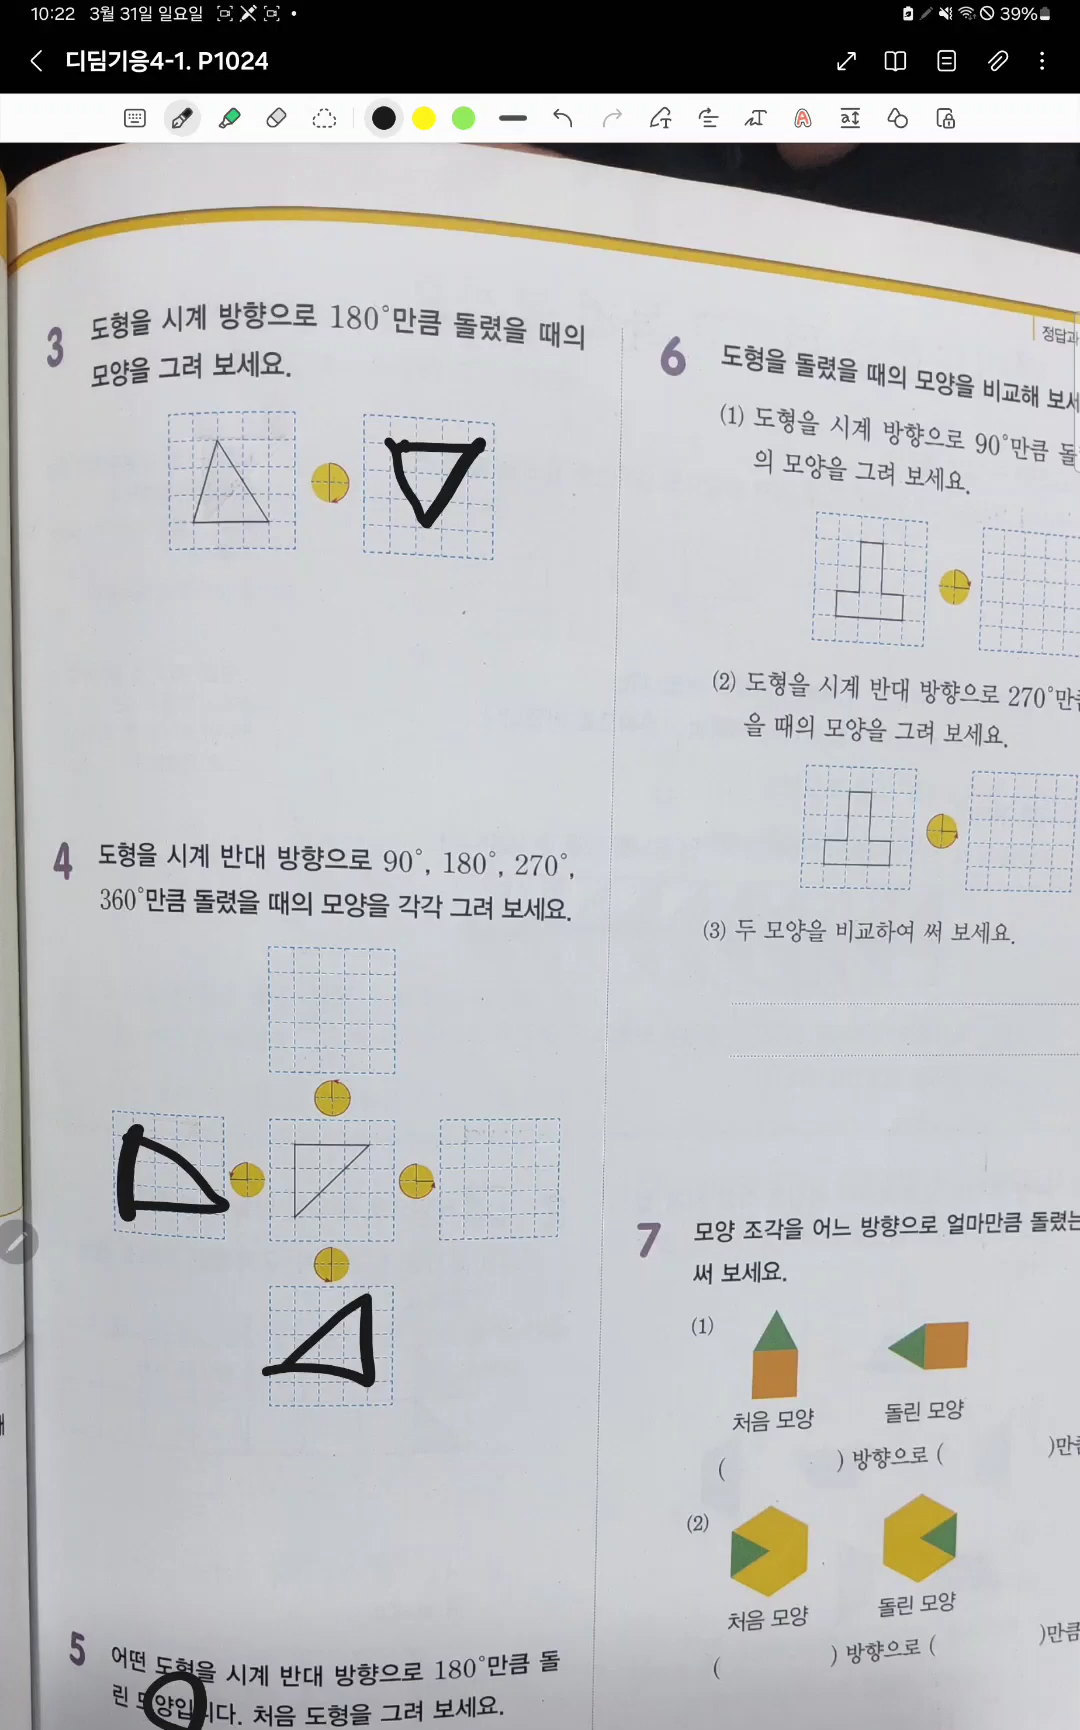 10:22 3월 31일 일요일
39%
디딤기응4-1. P1024
정답과
3 도형을 시계 방향으로 180°만큼 돌렸을 때의
모양을 그려 보세요.
4 도형을 시계 반대 방향으로 90°, 180°, 270°,
360°만큼 돌렸을 때의 모양을 각각 그려 보세요.
5 어떤 도형을 시계 반대 방향으로 180°만큼 돌
린 모양입니다. 처음 도형을 그려 보세요.
6 도형을 돌렸을 때의 모양을 비교해 보세
(1) 도형을 시계 방향으로 90°만큼 돌
의 모양을 그려 보세요.
(2) 도형을 시계 반대 방향으로 270°만큼
을 때의 모양을 그려 보세요.
(3) 두 모양을 비교하여 써 보세요.
7 모양 조각을 어느 방향으로 얼마만큼 돌렸는
써 보세요.
(1)
처음 모양 돌린 모양
( ) 방향으로 ( )만큼
(2)
처음 모양 돌린 모양
( ) 방향으로 ( )만큼